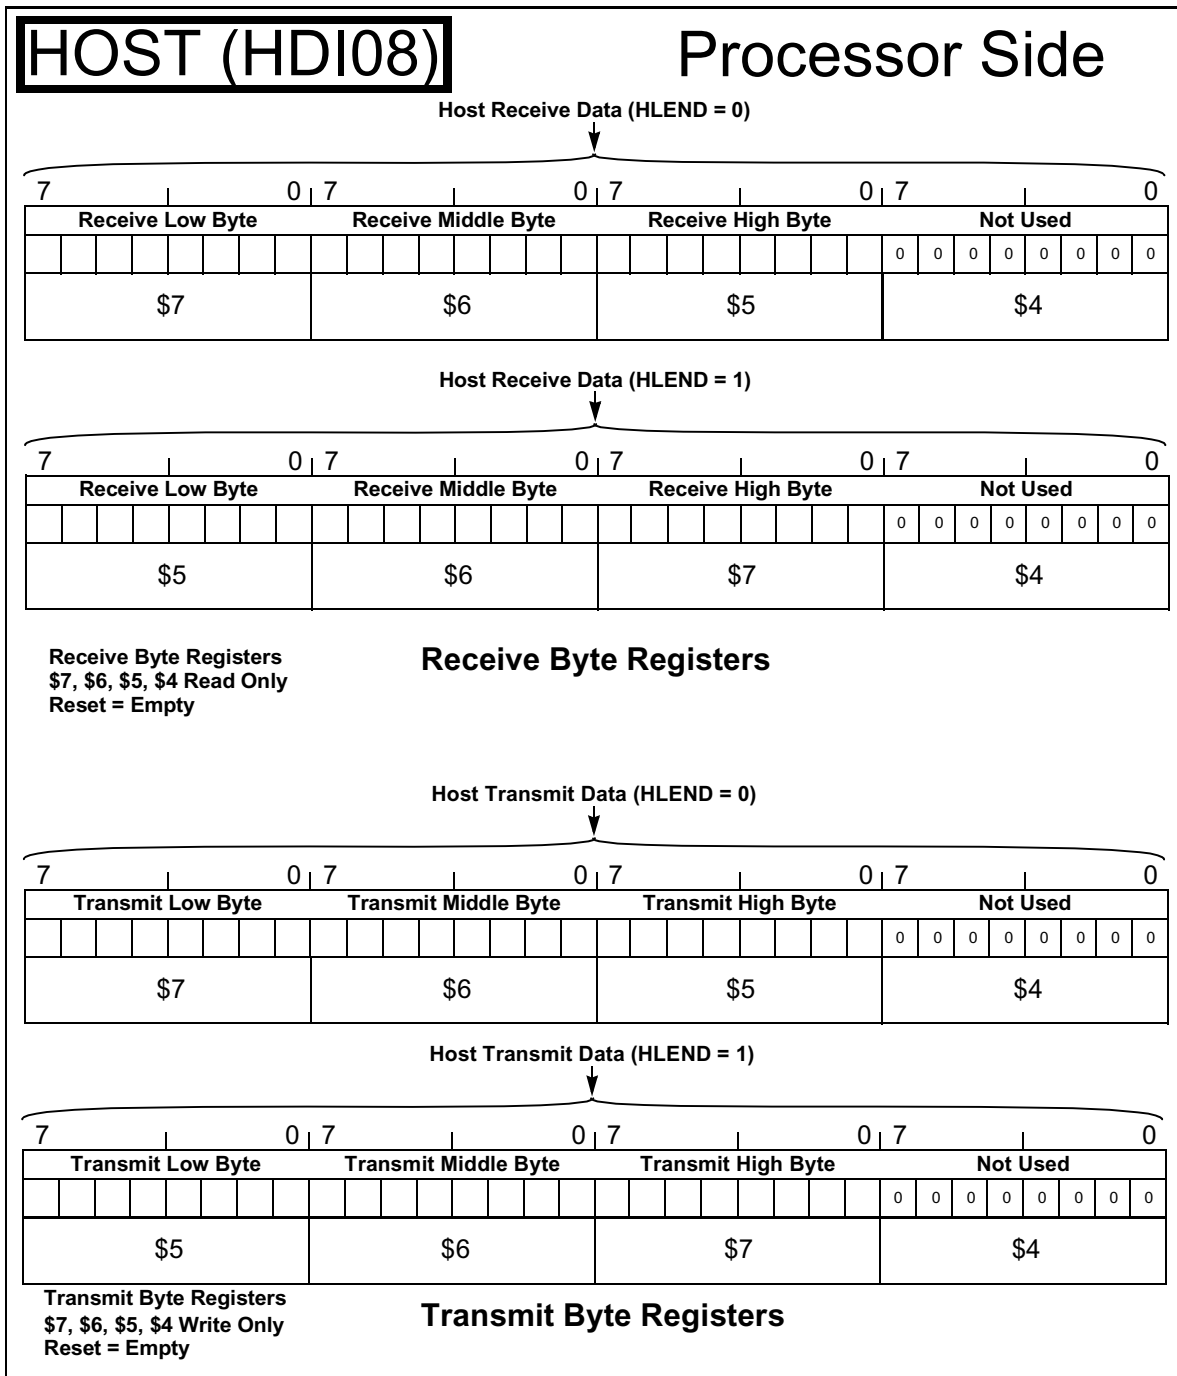 HOST (HDI08) Processor Side
Host Receive Data (HLEND = 0)
7 0 7 0 7 0 7 0
Receive Low Byte Receive Middle Byte Receive High Byte Not Used
0 0 0 0 0 0 0 0
$7 $6 $5 $4
Host Receive Data (HLEND = 1)
7 0 7 0 7 0 7 0
Receive Low Byte Receive Middle Byte Receive High Byte Not Used
0 0 0 0 0 0 0 0
$5 $6 $7 $4
Receive Byte Registers
$7, $6, $5, $4 Read Only
Reset = Empty
Receive Byte Registers
Host Transmit Data (HLEND = 0)
7 0 7 0 7 0 7 0
Transmit Low Byte Transmit Middle Byte Transmit High Byte Not Used
0 0 0 0 0 0 0 0
$7 $6 $5 $4
Host Transmit Data (HLEND = 1)
7 0 7 0 7 0 7 0
Transmit Low Byte Transmit Middle Byte Transmit High Byte Not Used
0 0 0 0 0 0 0 0
$5 $6 $7 $4
Transmit Byte Registers
$7, $6, $5, $4 Write Only
Reset = Empty
Transmit Byte Registers